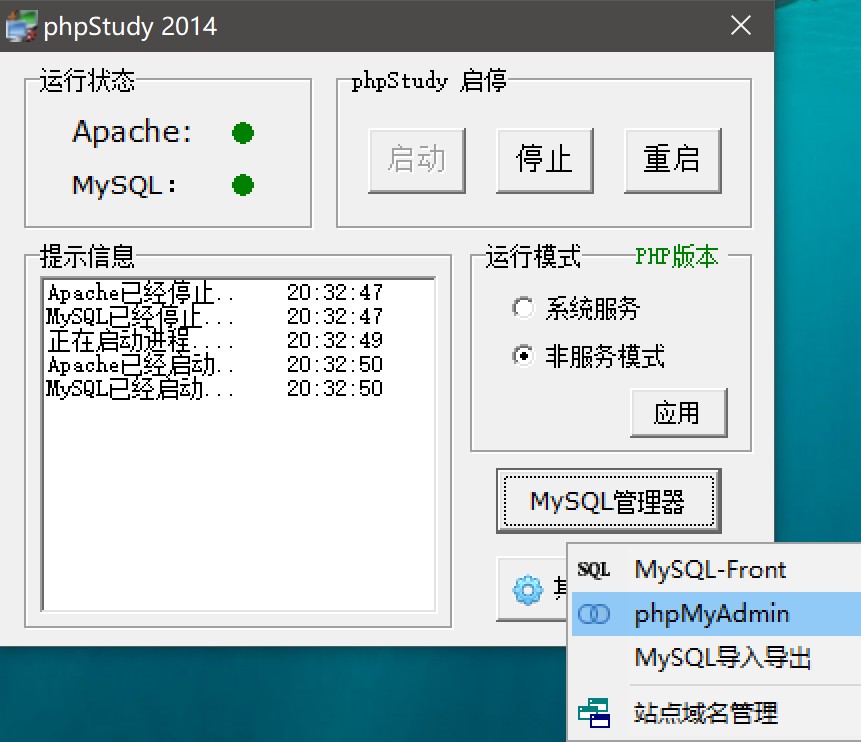 phpStudy 2014
运行状态
Apache:
MySQL:
phpStudy 启停
启动
停止
重启
提示信息
Apache已经停止.. 20:32:47
MySQL已经停止... 20:32:47
正在启动进程.... 20:32:49
Apache已经启动.. 20:32:50
MySQL已经启动... 20:32:50
运行模式
PHP版本
系统服务
非服务模式
应用
MySQL管理器
SQL MySQL-Front
phpMyAdmin
MySQL导入导出
站点域名管理